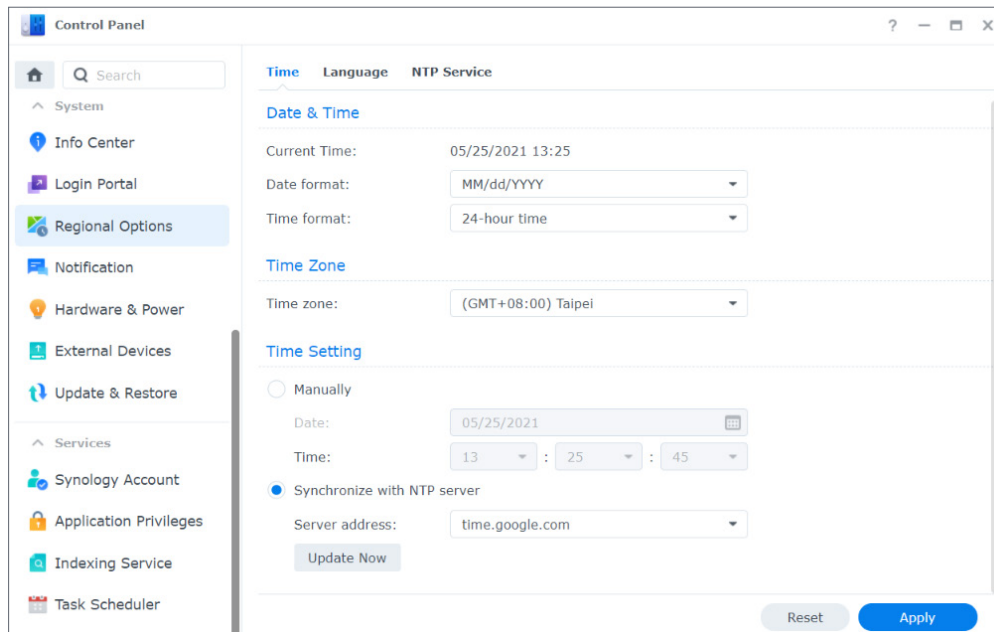 Control Panel
?
Search
System
Info Center
Login Portal
Regional Options
Notification
Hardware & Power
External Devices
Update & Restore
Services
Synology Account
Application Privileges
Indexing Service
Task Scheduler
Time Language NTP Service
Date & Time
Current Time: 05/25/2021 13:25
Date format: MM/dd/YYYY
Time format: 24-hour time
Time Zone
Time zone: (GMT+08:00) Taipei
Time Setting
Manually
Date: 05/25/2021
Time: 13 : 25 : 45
Synchronize with NTP server
Server address: time.google.com
Update Now
Reset Apply